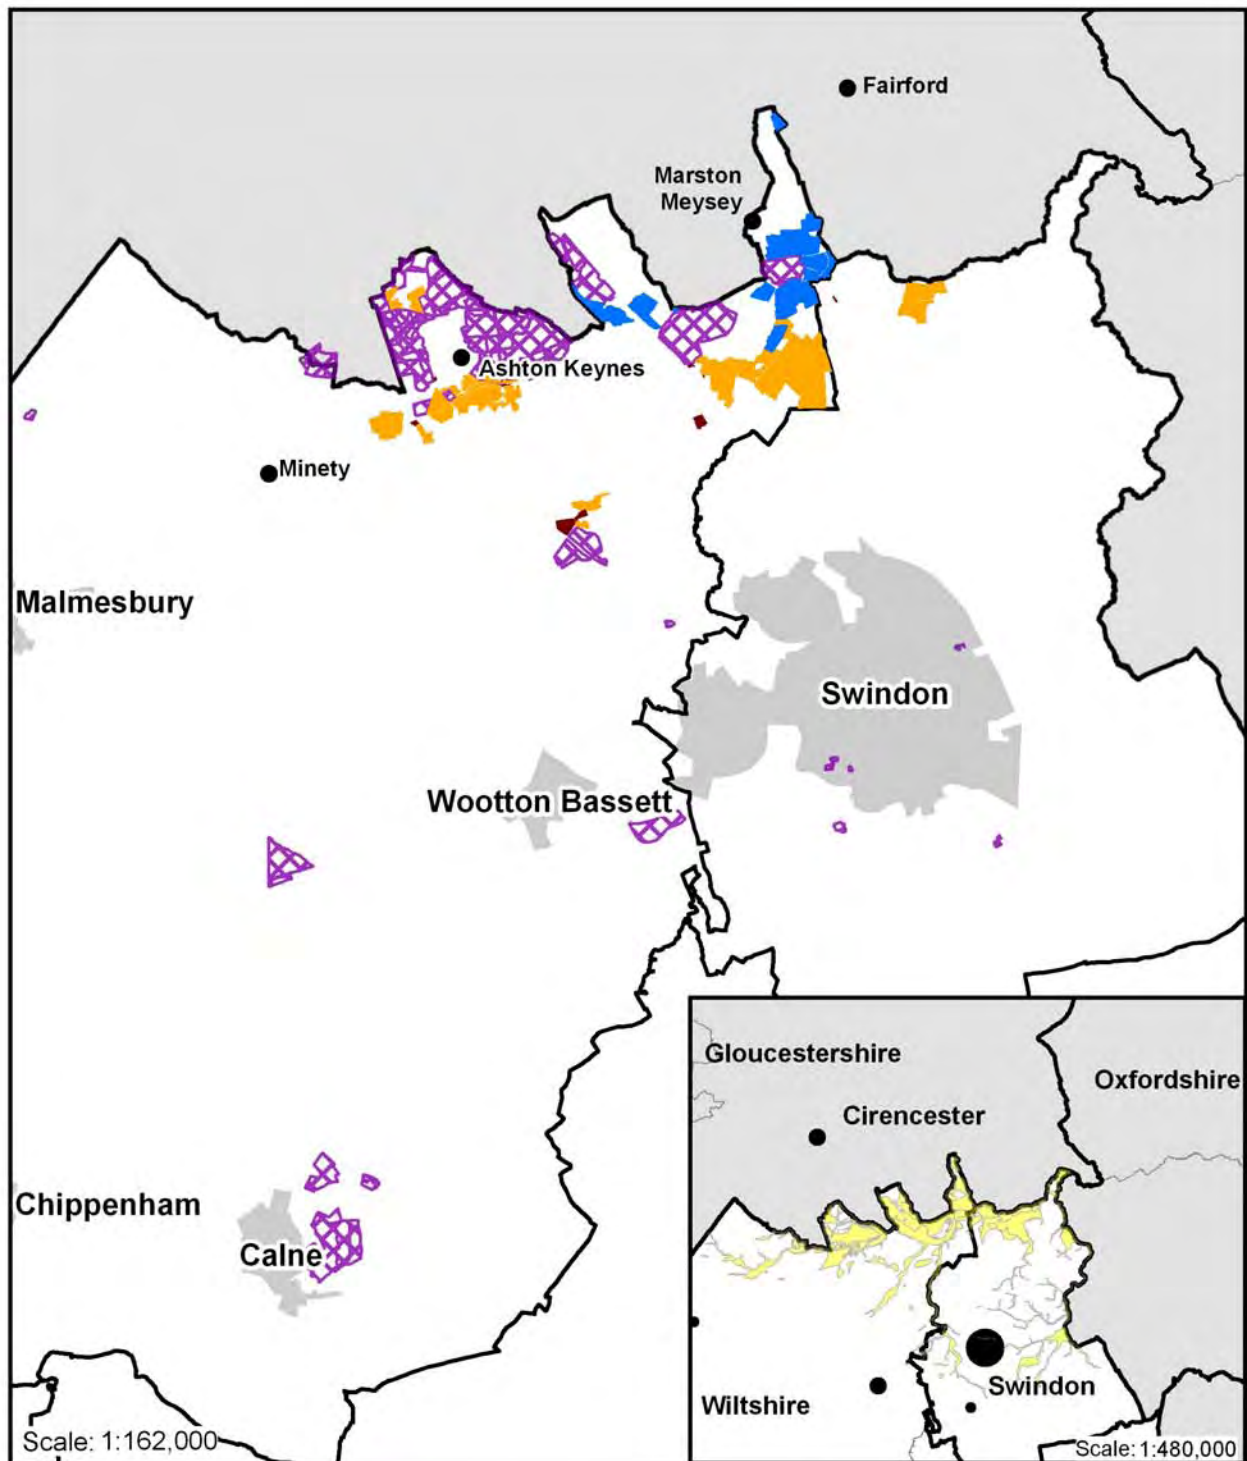 Fairford
Marston
Meysey
Ashton Keynes
Minety
Malmesbury
Swindon
Wootton Bassett
Gloucestershire
Oxfordshire
Cirencester
Chippenham
Calne
Swindon
Wiltshire
Scale: 1:162,000
Scale: 1:480,000